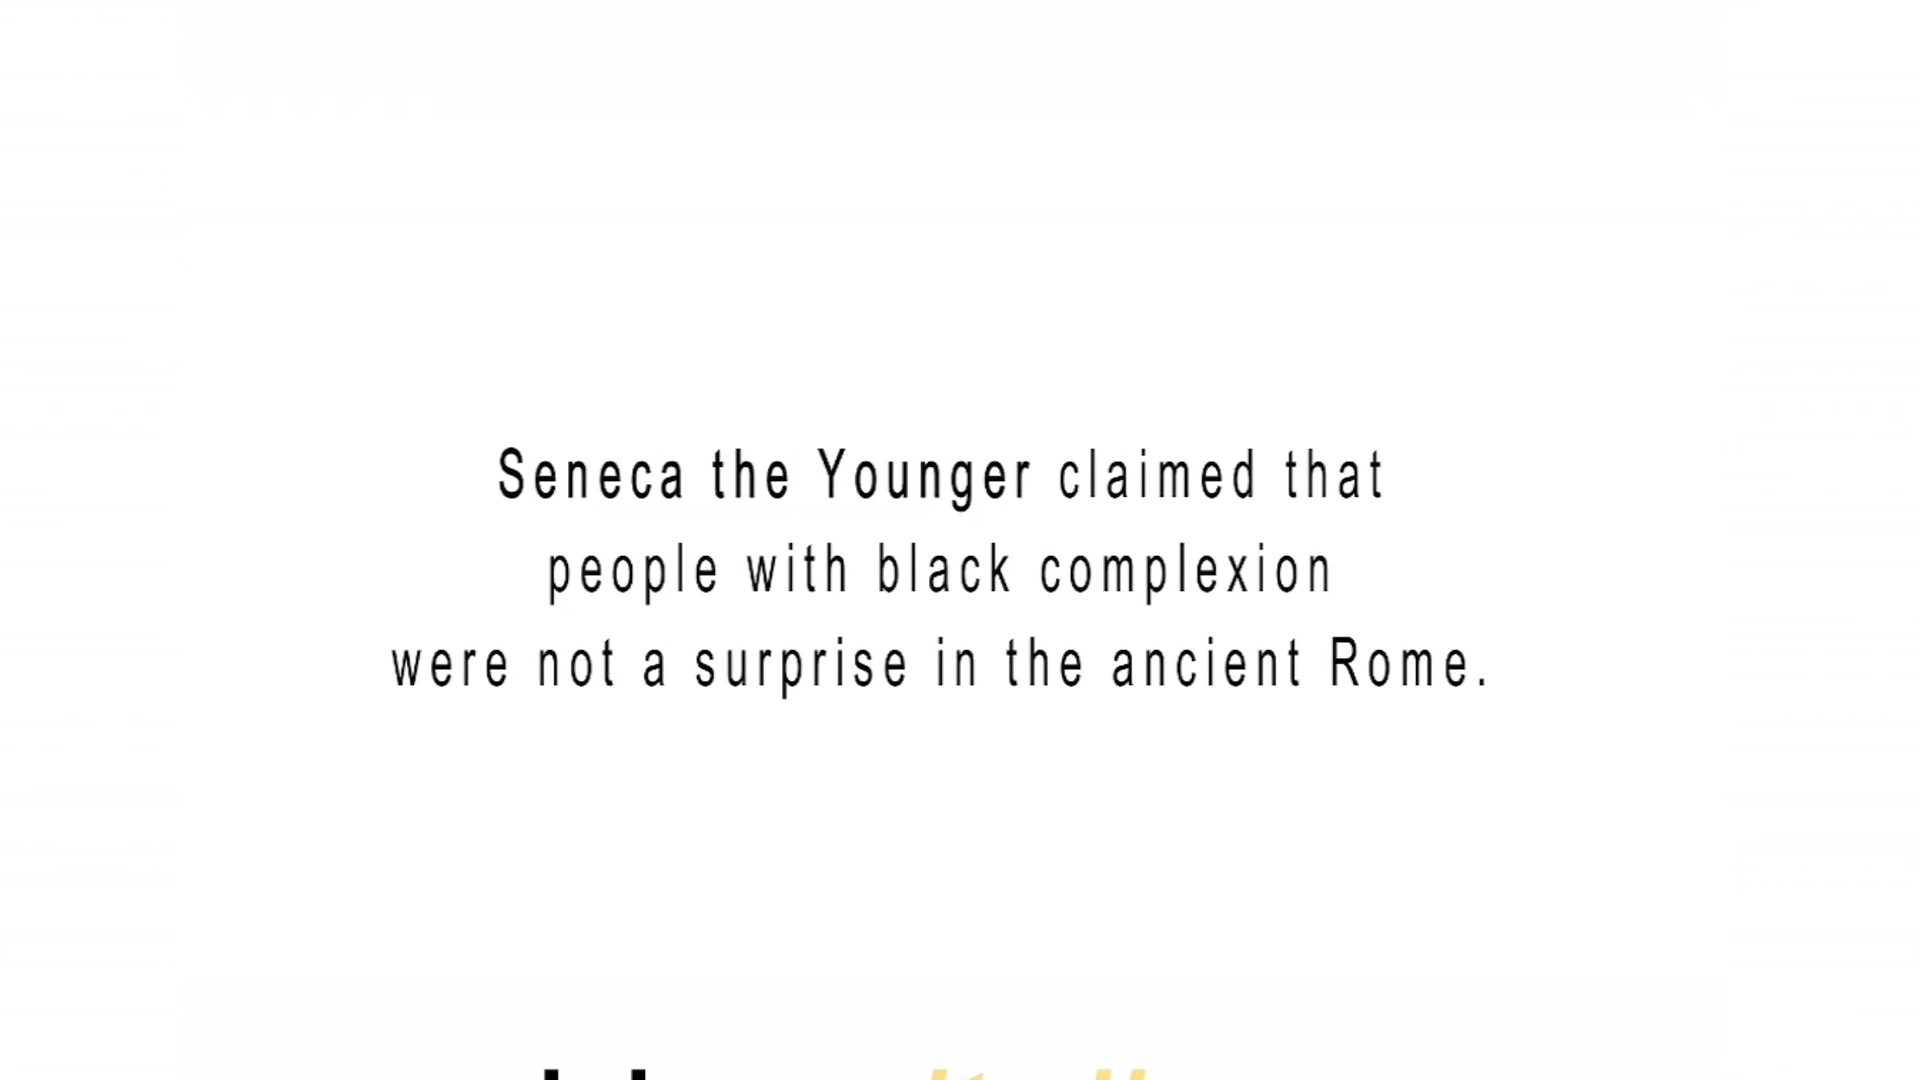 Seneca the Younger claimed that
people with black complexion
were not a surprise in the ancient Rome.